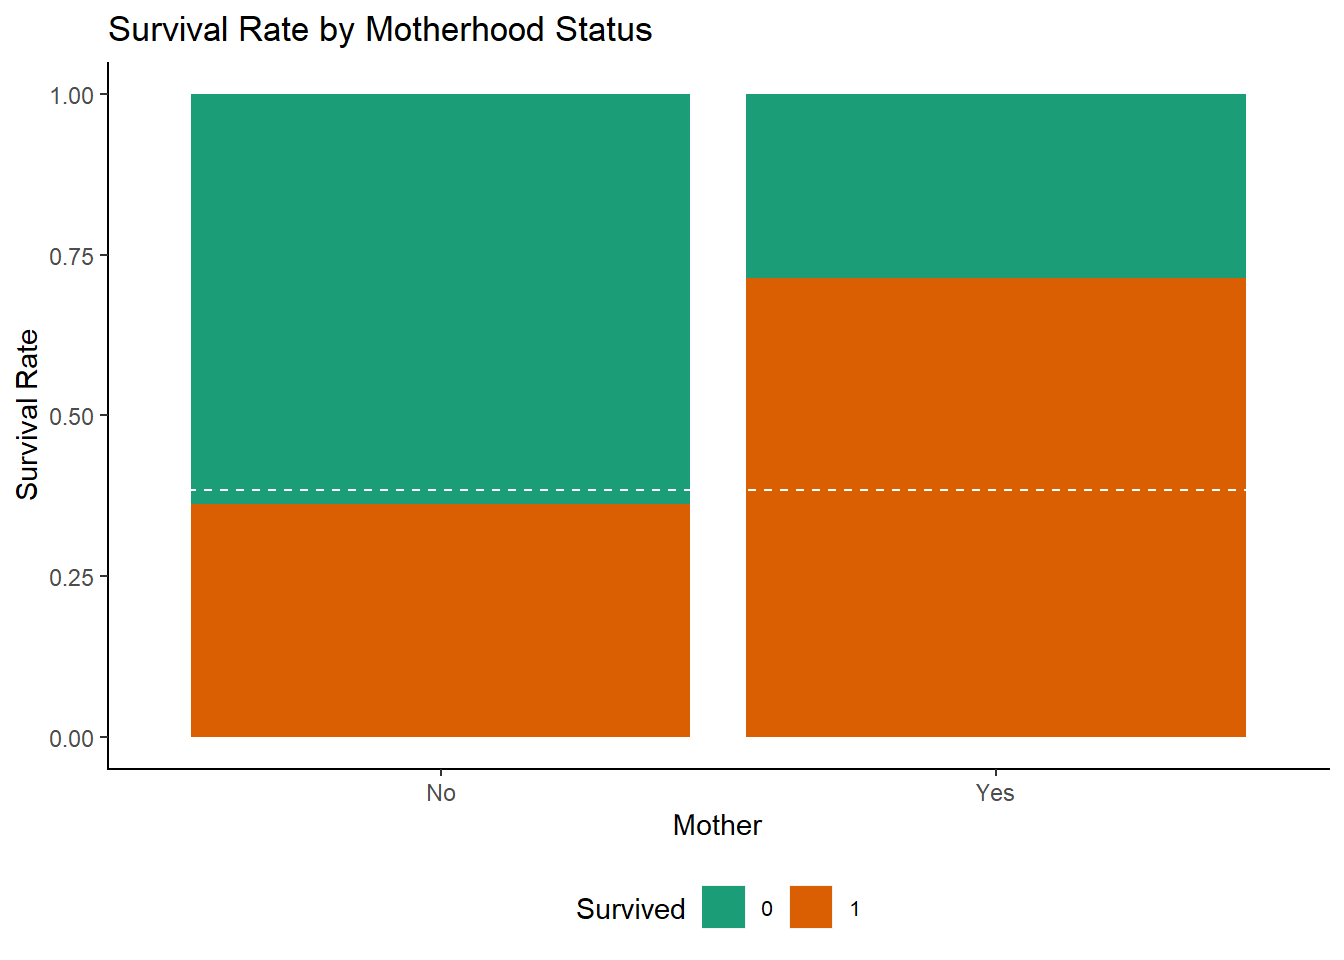 Survival Rate by Motherhood Status
1.00
0.75
0.50
0.25
0.00
Survival Rate
No Yes
Mother
Survived 0 1